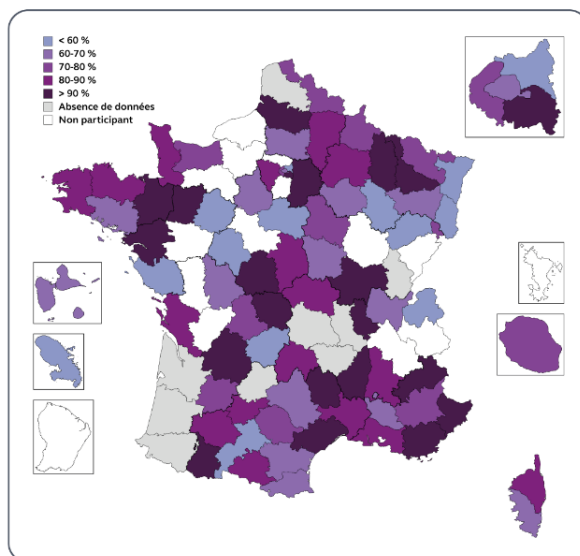 < 60 %
60-70 %
70-80 %
80-90 %
> 90 %
Absence de données
Non participant